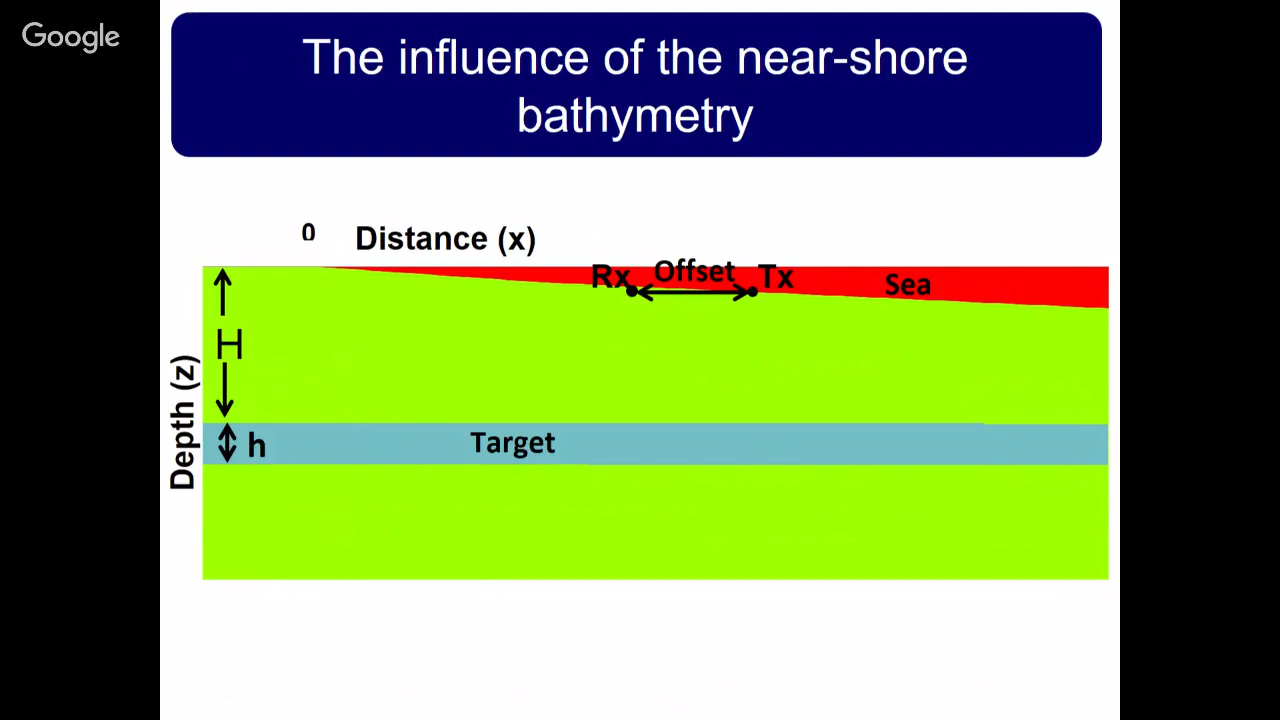 Google
The influence of the near-shore
bathymetry
0
Distance (x)
Rx
Offset
Tx
Sea
H
Depth (z)
h
Target